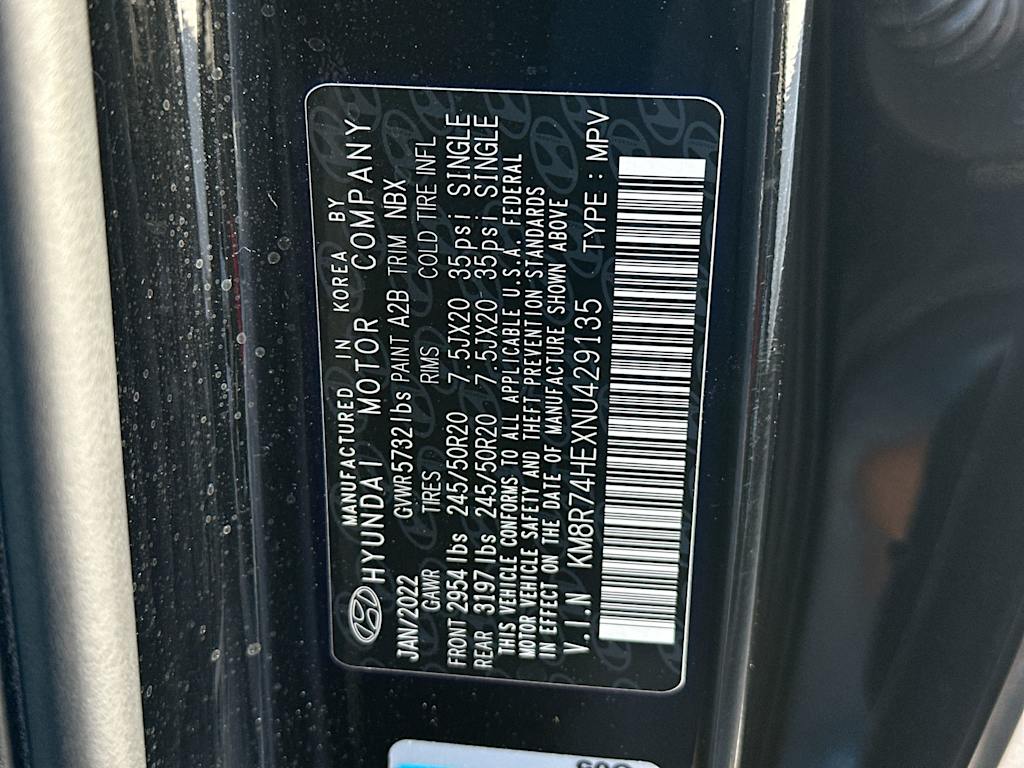 MANUFACTURED IN KOREA BY
HYUNDAI MOTOR COMPANY
JAN/2022 GVWR 5732 lbs PAINT A2B TRIM NBX
GAWR TIRES RIMS COLD TIRE INFL
FRONT 2954 lbs 245/50R20 7.5JX20 35psi SINGLE
REAR 3197 lbs 245/50R20 7.5JX20 35psi SINGLE
THIS VEHICLE CONFORMS TO ALL APPLICABLE U.S.A. FEDERAL
MOTOR VEHICLE SAFETY AND THEFT PREVENTION STANDARDS
IN EFFECT ON THE DATE OF MANUFACTURE SHOWN ABOVE
V.I.N KM8R74HEXNU429135 TYPE : MPV